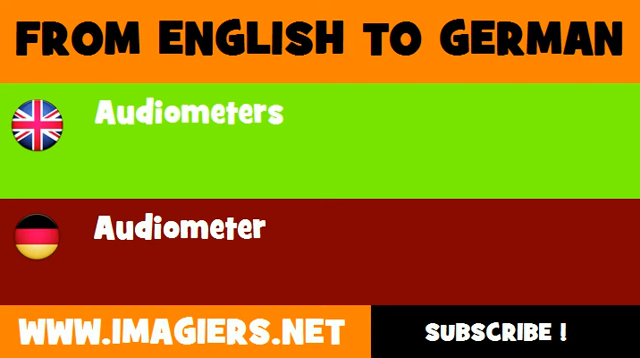 FROM ENGLISH TO GERMAN
Audiometers
Audiometer
WWW.IMAGIERS.NET
SUBSCRIBE !